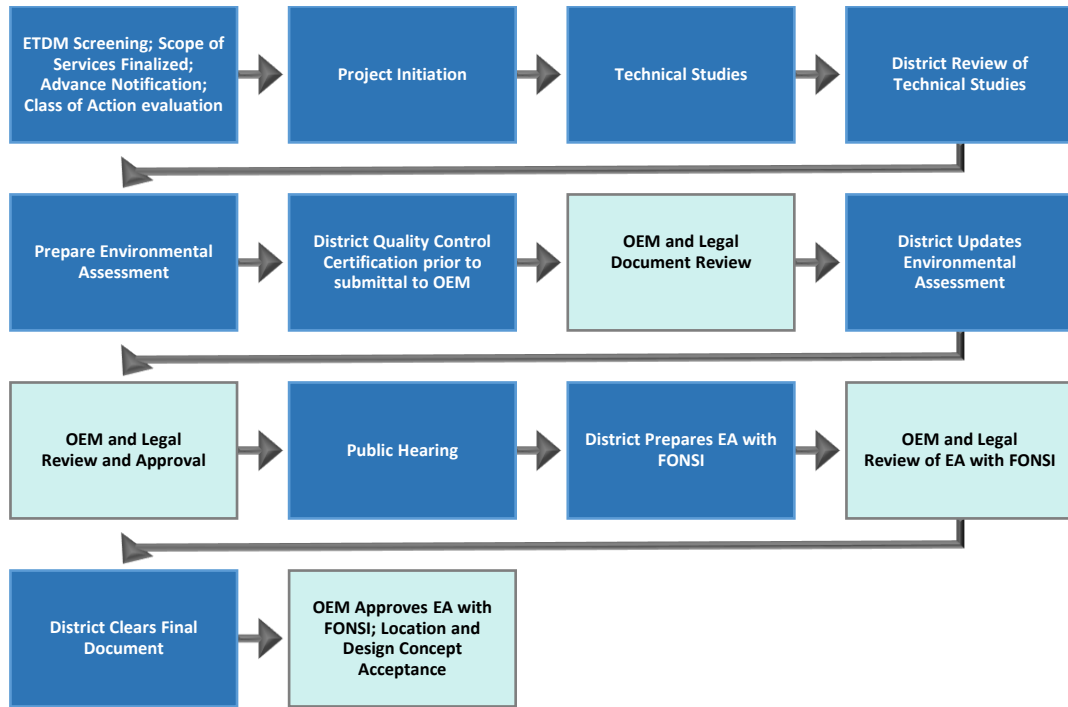 ETDM Screening; Scope of
Services Finalized;
Advance Notification;
Class of Action evaluation
Project Initiation
Technical Studies
District Review of
Technical Studies
Prepare Environmental
Assessment
District Quality Control
Certification prior to
submittal to OEM
OEM and Legal
Document Review
District Updates
Environmental
Assessment
OEM and Legal
Review and Approval
Public Hearing
District Prepares EA with
FONSI
OEM and Legal
Review of EA with FONSI
District Clears Final
Document
OEM Approves EA with
FONSI; Location and
Design Concept
Acceptance